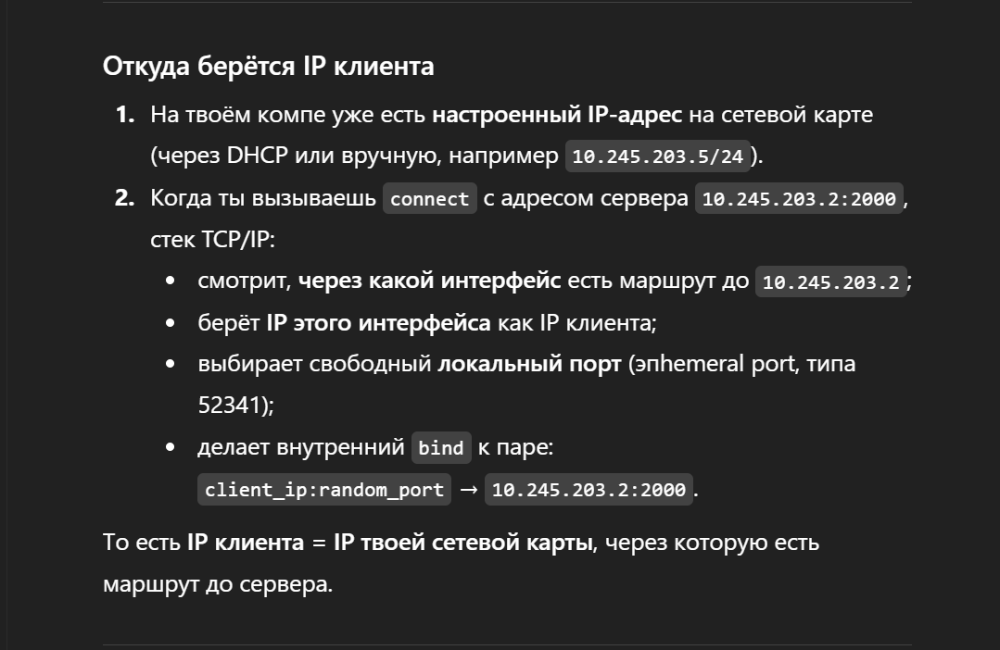 Откуда берётся IP клиента
1. На твоём компе уже есть настроенный IP-адрес на сетевой карте
(через DHCP или вручную, например 10.245.203.5/24).
2. Когда ты вызываешь connect с адресом сервера 10.245.203.2:2000,
стек TCP/IP:
• смотрит, через какой интерфейс есть маршрут до 10.245.203.2;
• берёт IP этого интерфейса как IP клиента;
• выбирает свободный локальный порт (эпhemeral port, типа
52341);
• делает внутренний bind к паре:
client_ip:random_port → 10.245.203.2:2000.
То есть IP клиента = IP твоей сетевой карты, через которую есть
маршрут до сервера.